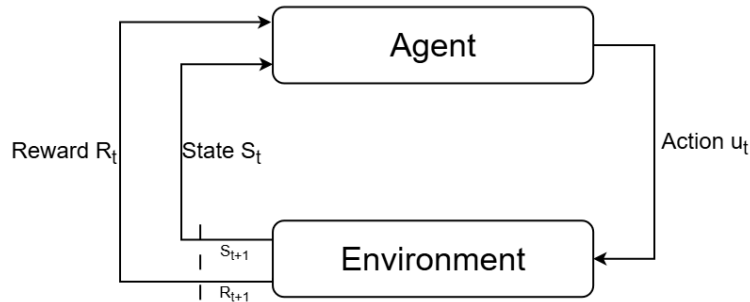 Agent
Reward Rt
State St
Action ut
St+1
Environment
Rt+1